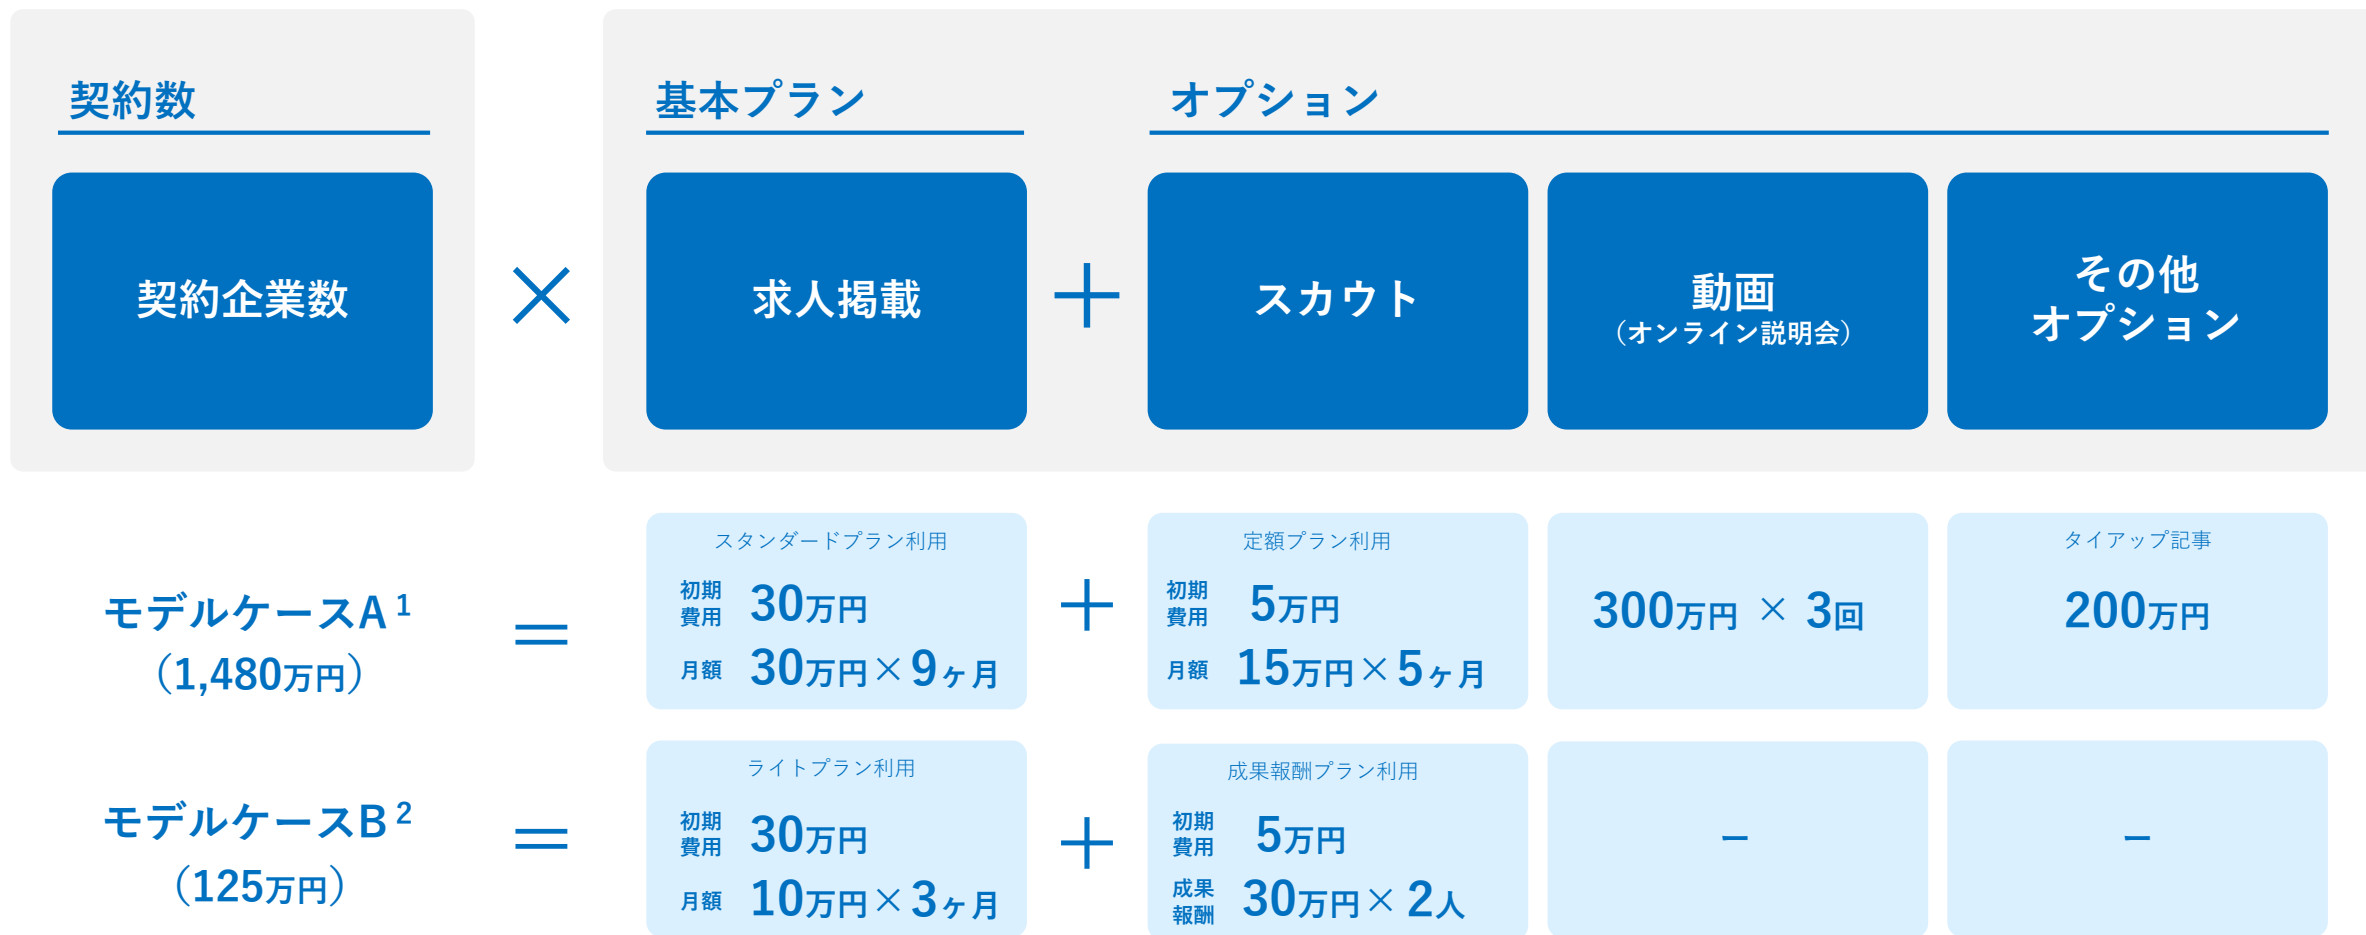 契約数
基本プラン
オプション
契約企業数
×
求人掲載
+
スカウト
動画
（オンライン説明会）
その他
オプション
モデルケースA 1
（1,480万円）
=
スタンダードプラン利用
初期
費用
30万円
月額
30万円×9ヶ月
+
定額プラン利用
初期
費用
5万円
月額
15万円×5ヶ月
300万円 × 3回
タイアップ記事
200万円
モデルケースB 2
（125万円）
=
ライトプラン利用
初期
費用
30万円
月額
10万円×3ヶ月
+
成果報酬プラン利用
初期
費用
5万円
成果
報酬
30万円×2人
–
–